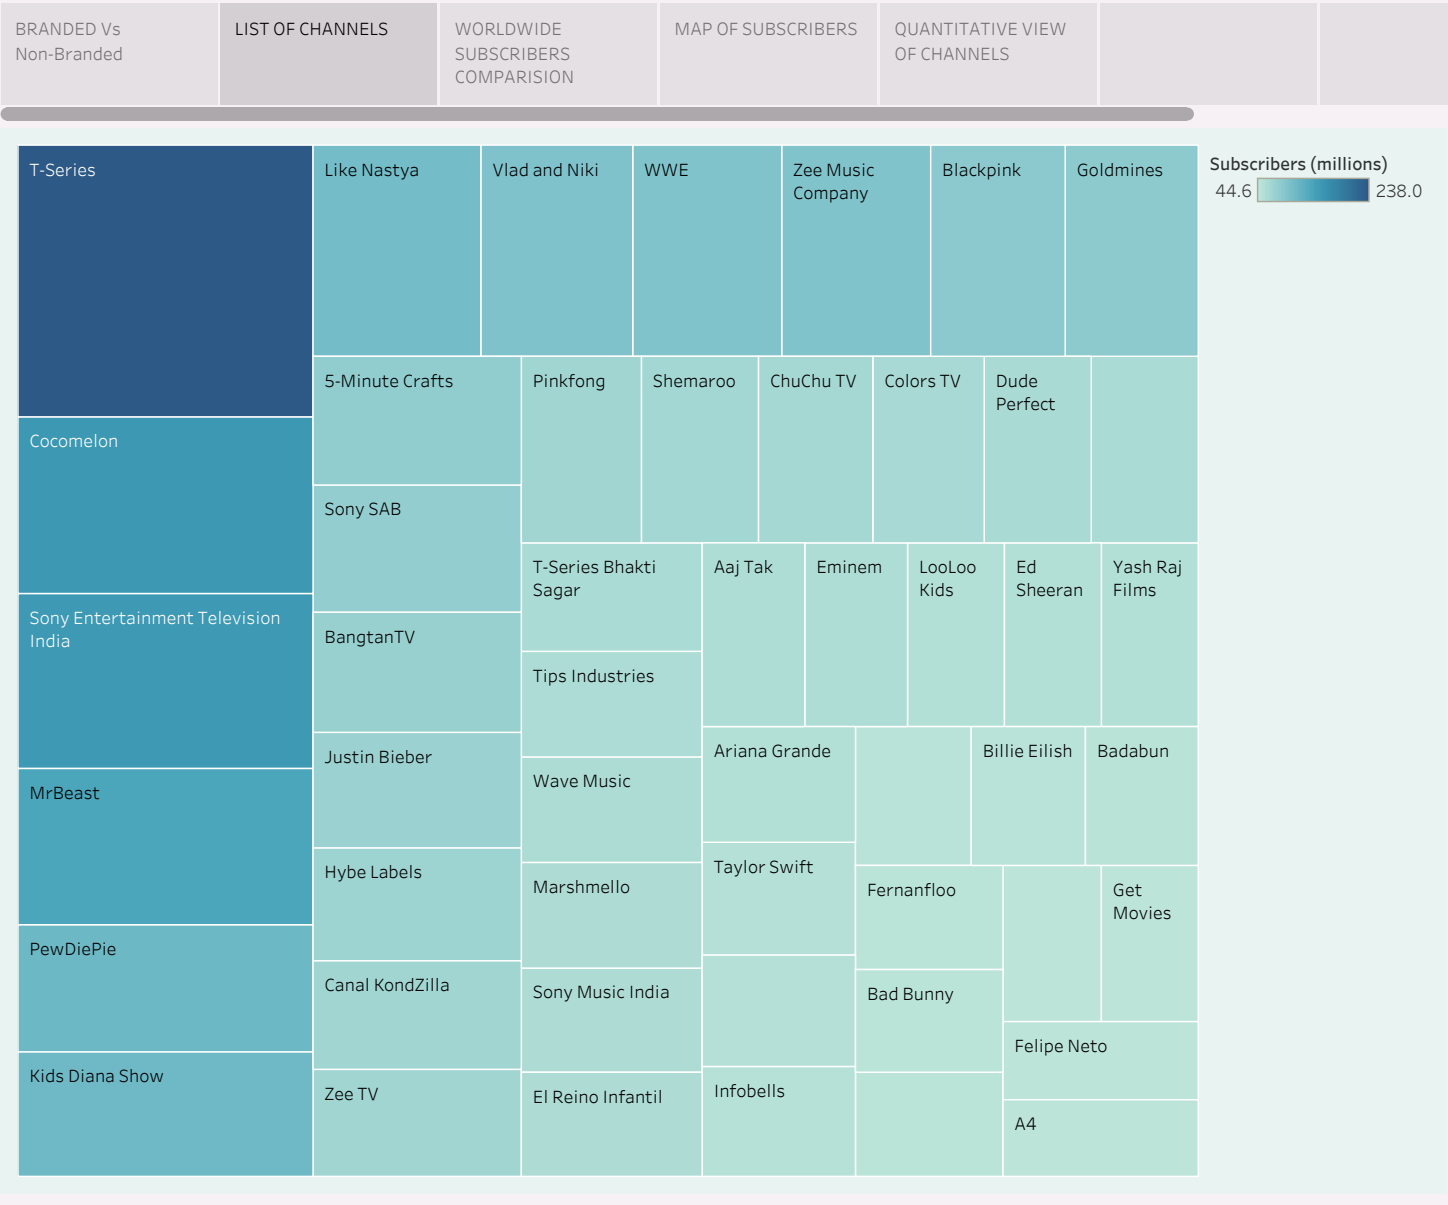 BRANDED Vs
Non-Branded
LIST OF CHANNELS
WORLDWIDE
SUBSCRIBERS
COMPARISION
MAP OF SUBSCRIBERS
QUANTITATIVE VIEW
OF CHANNELS
T-Series
Cocomelon
Sony Entertainment Television
India
MrBeast
PewDiePie
Kids Diana Show
Like Nastya
Vlad and Niki
WWE
Zee Music
Company
Blackpink
Goldmines
5-Minute Crafts
Sony SAB
BangtanTV
Justin Bieber
Hybe Labels
Canal KondZilla
Zee TV
Pinkfong
Shemaroo
ChuChu TV
Colors TV
Dude
Perfect
T-Series Bhakti
Sagar
Tips Industries
Wave Music
Marshmello
Sony Music India
El Reino Infantil
Aaj Tak
Eminem
LooLoo
Kids
Ed
Sheeran
Yash Raj
Films
Ariana Grande
Taylor Swift
Infobells
Billie Eilish
Badabun
Fernanfloo
Bad Bunny
Get
Movies
Felipe Neto
A4
Subscribers (millions)
44.6
238.0